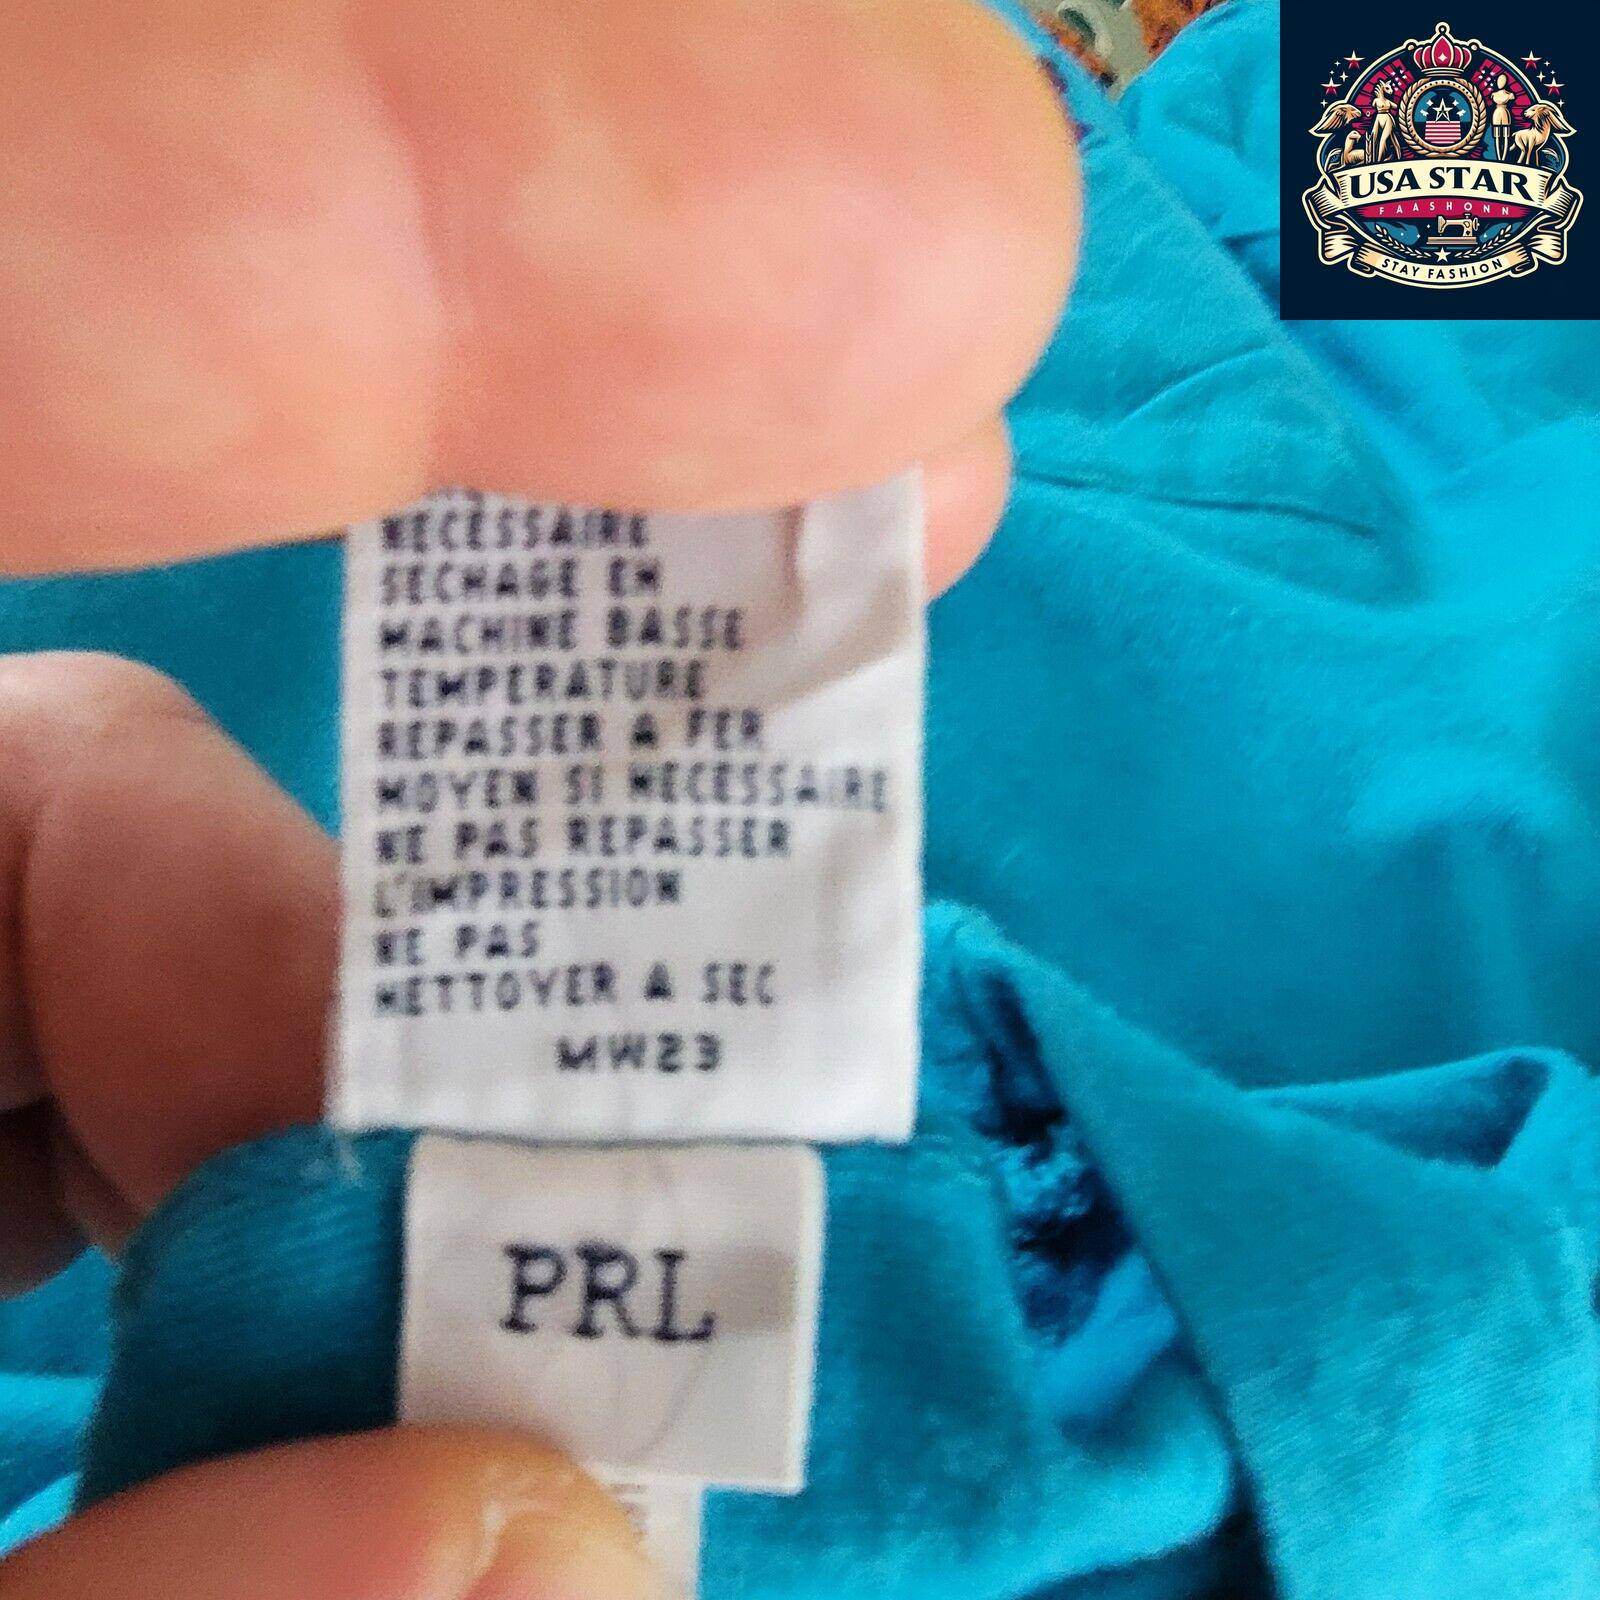 USA STAR
FAASHONN
STAY FASHION
NECESSAIRE
SECHAGE EN
MACHINE BASSE
TEMPERATURE
REPASSER A FER
MOYEN SI NECESSAIRE
NE PAS REPASSER
L'IMPRESSION
NE PAS
NETTOYER A SEC
MW23
PRL